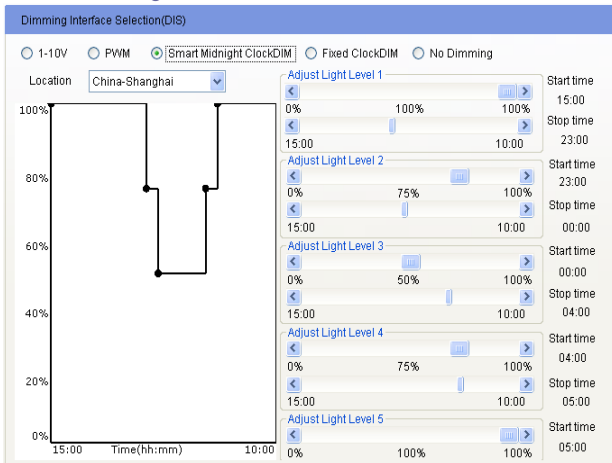 Dimming Interface Selection(DIS)
1-10V PWM Smart Midnight ClockDIM Fixed ClockDIM No Dimming
Location China-Shanghai
100%
80%
60%
40%
20%
0%
15:00 Time(hh:mm) 10:00
Adjust Light Level 1
0% 100% 100%
15:00 10:00
Start time
15:00
Stop time
23:00
Adjust Light Level 2
0% 75% 100%
15:00 10:00
Start time
23:00
Stop time
00:00
Adjust Light Level 3
0% 50% 100%
15:00 10:00
Start time
00:00
Stop time
04:00
Adjust Light Level 4
0% 75% 100%
15:00 10:00
Start time
04:00
Stop time
05:00
Adjust Light Level 5
0% 100% 100%
Start time
05:00